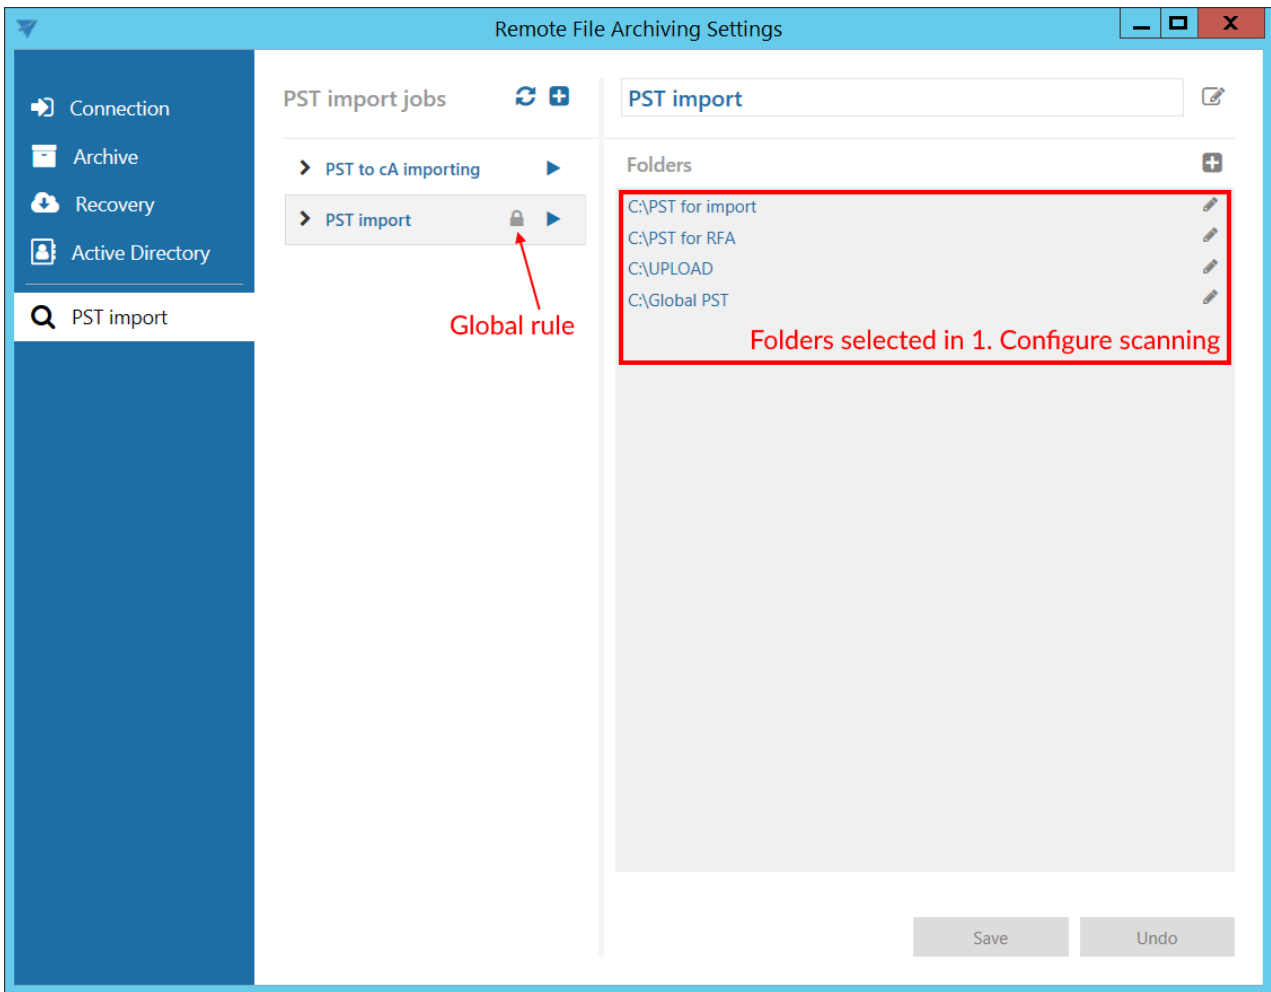 Remote File Archiving Settings
Connection
Archive
Recovery
Active Directory
PST import
PST import jobs
PST to cA importing
PST import
Global rule
PST import
Folders
C:\PST for import
C:\PST for RFA
C:\UPLOAD
C:\Global PST
Folders selected in 1. Configure scanning
Save
Undo